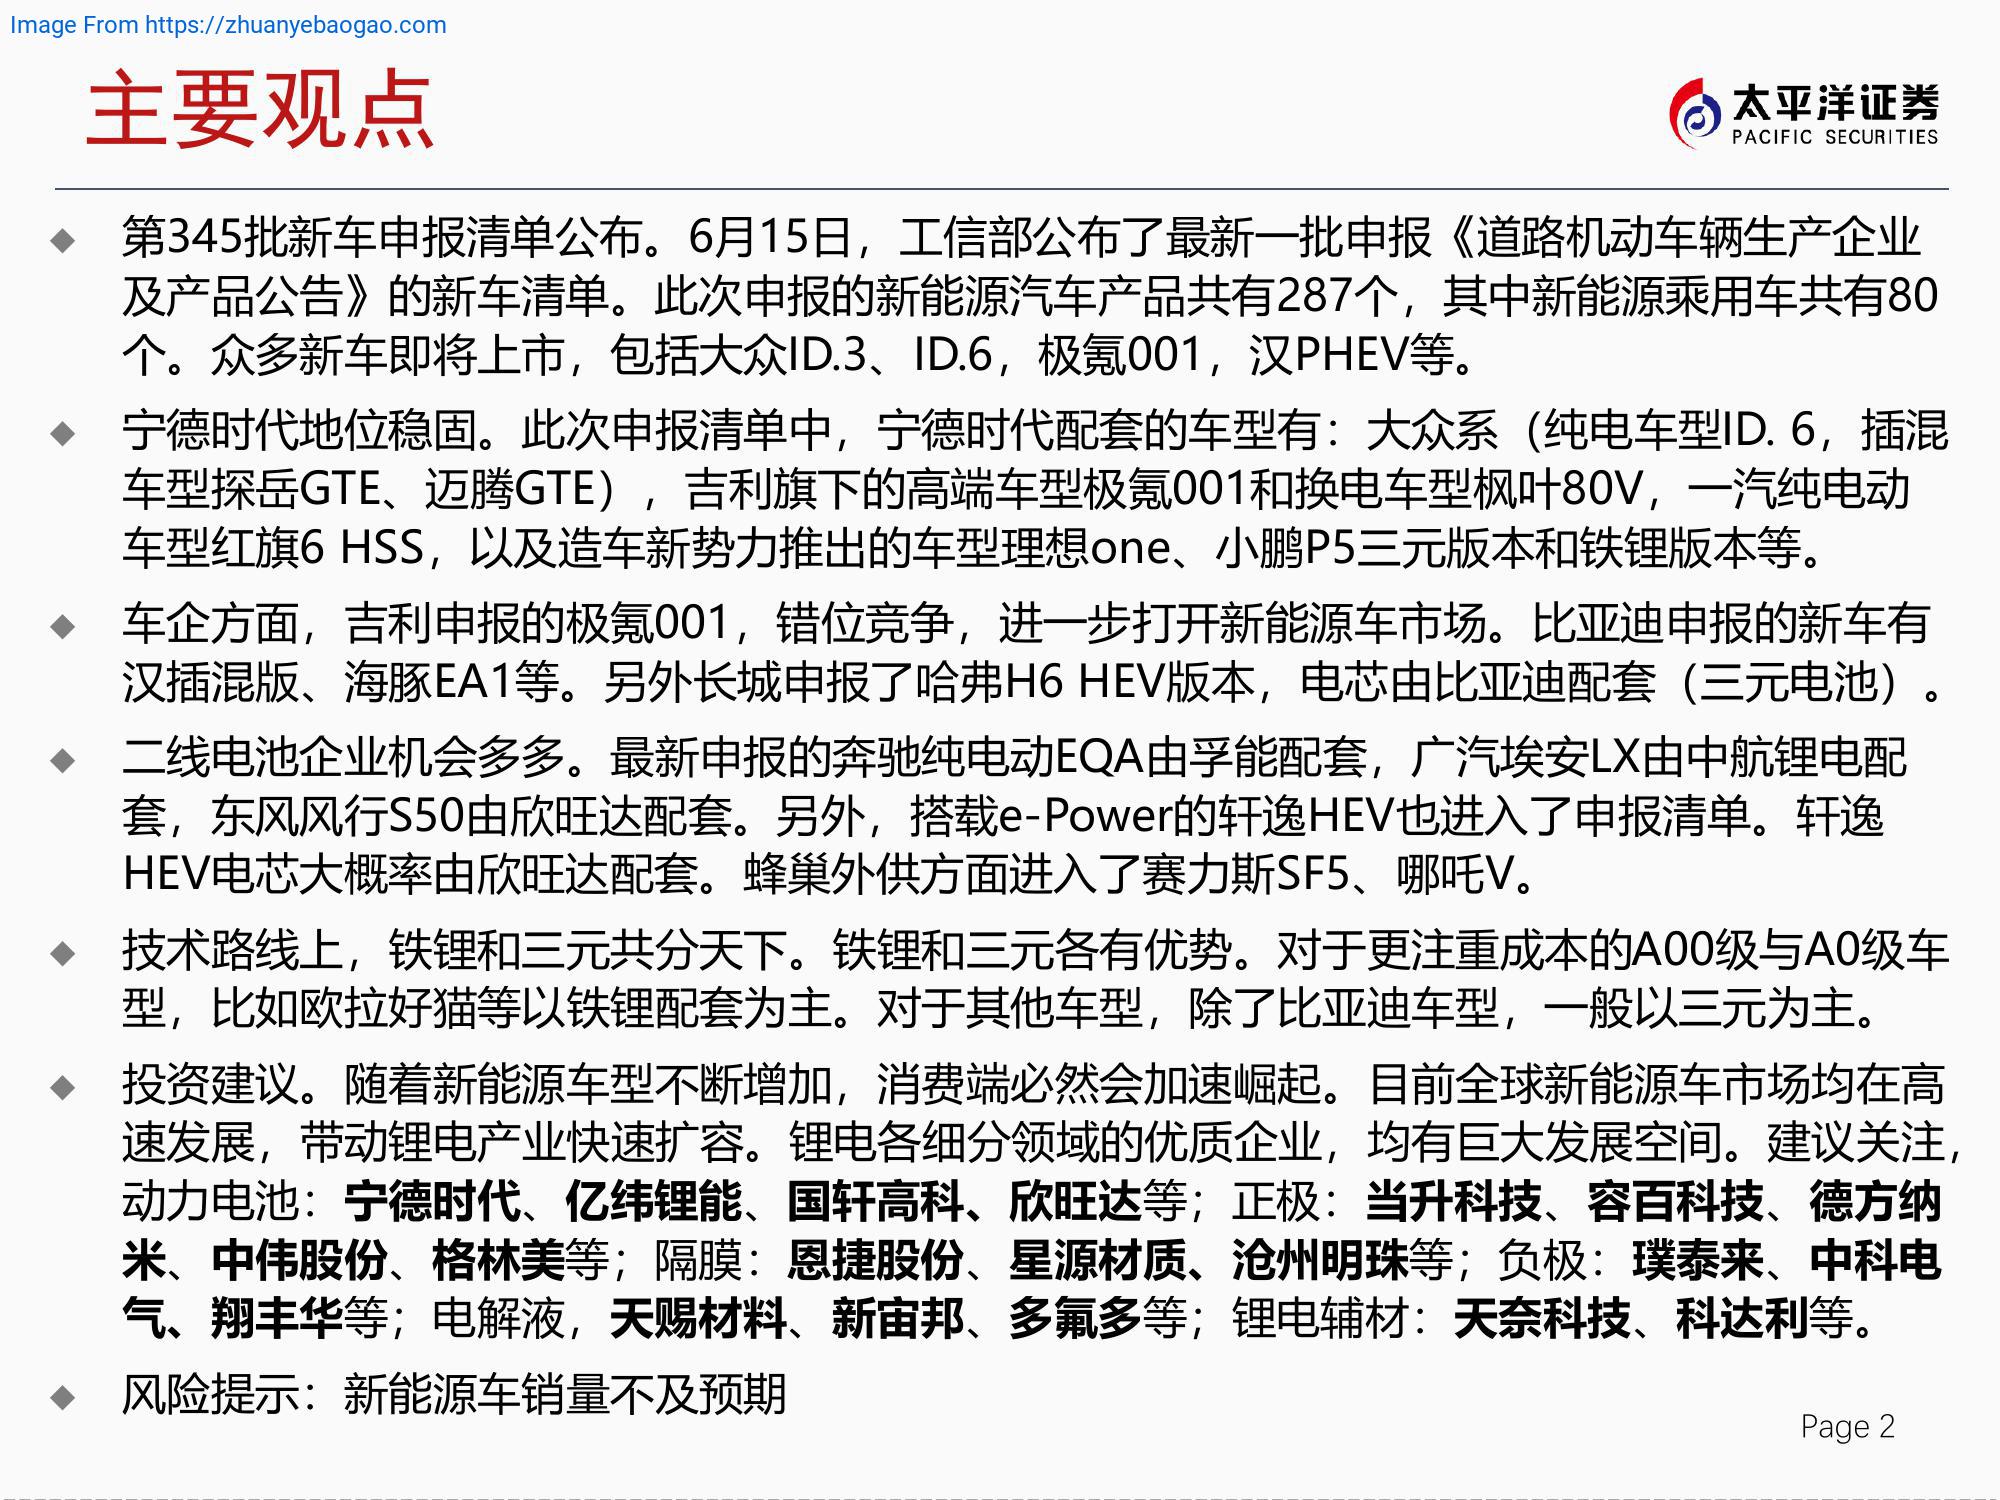 Image From https://zhuanyebaogao.com
主要观点
太平洋证券
PACIFIC SECURITIES
第345批新车申报清单公布。6月15日，工信部公布了最新一批申报《道路机动车辆生产企业
及产品公告》的新车清单。此次申报的新能源汽车产品共有287个，其中新能源乘用车共有80
个。众多新车即将上市，包括大众ID.3、ID.6，极氪001，汉PHEV等。
宁德时代地位稳固。此次申报清单中，宁德时代配套的车型有：大众系（纯电车型ID. 6，插混
车型探岳GTE、迈腾GTE），吉利旗下的高端车型极氪001和换电车型枫叶80V，一汽纯电动
车型红旗6 HSS，以及造车新势力推出的车型理想one、小鹏P5三元版本和铁锂版本等。
车企方面，吉利申报的极氪001，错位竞争，进一步打开新能源车市场。比亚迪申报的新车有
汉插混版、海豚EA1等。另外长城申报了哈弗H6 HEV版本，电芯由比亚迪配套（三元电池）。
二线电池企业机会多多。最新申报的奔驰纯电动EQA由孚能配套，广汽埃安LX由中航锂电配
套，东风风行S50由欣旺达配套。另外，搭载e-Power的轩逸HEV也进入了申报清单。轩逸
HEV电芯大概率由欣旺达配套。蜂巢外供方面进入了赛力斯SF5、哪吒V。
技术路线上，铁锂和三元共分天下。铁锂和三元各有优势。对于更注重成本的A00级与A0级车
型，比如欧拉好猫等以铁锂配套为主。对于其他车型，除了比亚迪车型，一般以三元为主。
投资建议。随着新能源车型不断增加，消费端必然会加速崛起。目前全球新能源车市场均在高
速发展，带动锂电产业快速扩容。锂电各细分领域的优质企业，均有巨大发展空间。建议关注，
动力电池：宁德时代、亿纬锂能、国轩高科、欣旺达等；正极：当升科技、容百科技、德方纳
米、中伟股份、格林美等；隔膜：恩捷股份、星源材质、沧州明珠等；负极：璞泰来、中科电
气、翔丰华等；电解液，天赐材料、新宙邦、多氟多等；锂电辅材：天奈科技、科达利等。
风险提示：新能源车销量不及预期
Page 2